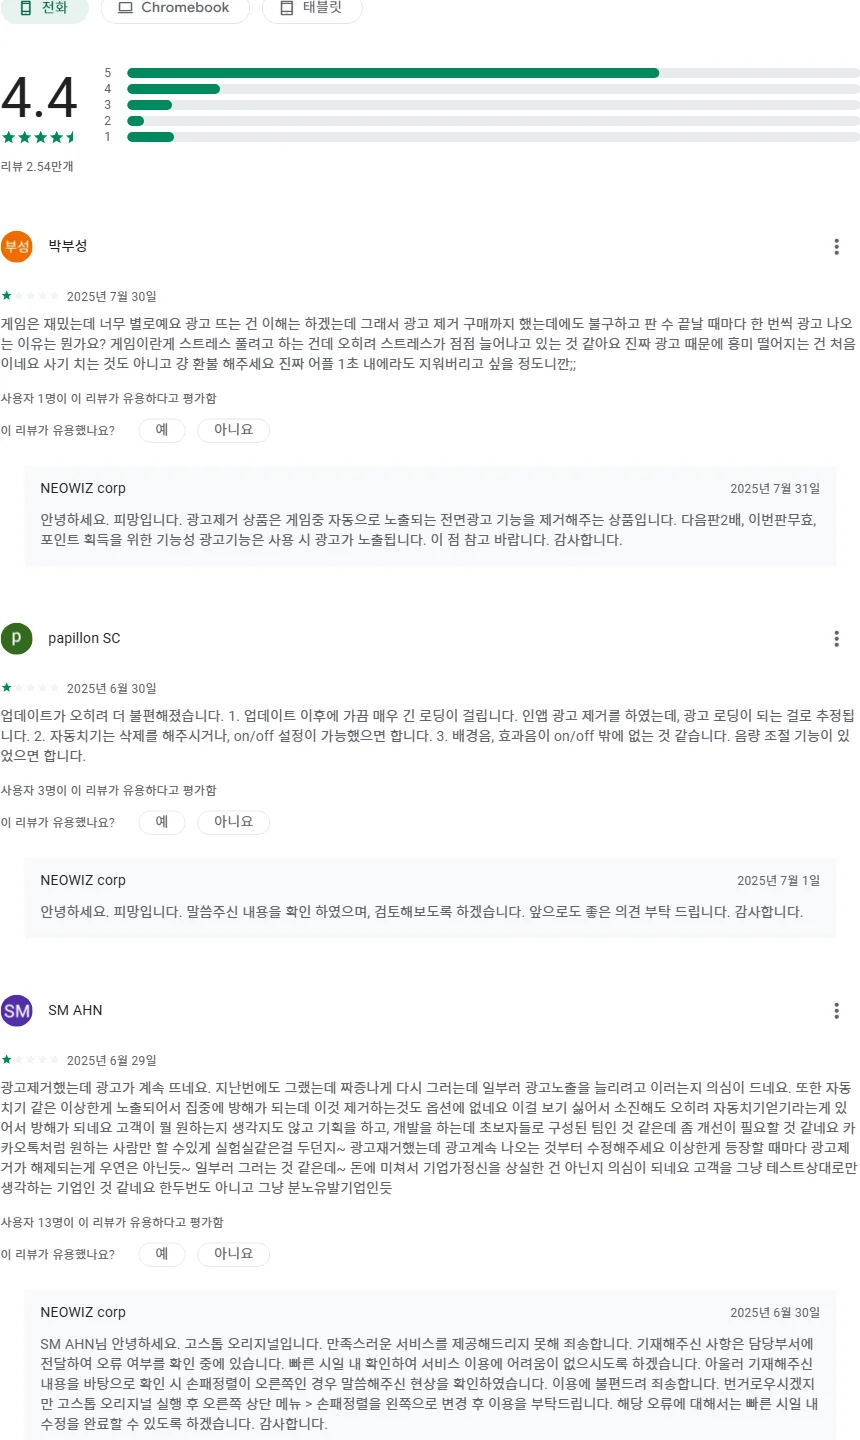 전화
Chromebook
태블릿
4.4
5
4
3
2
1
리뷰 2.54만개
부성
박부성
2025년 7월 30일
게임은 재밌는데 너무 별로예요 광고 뜨는 건 이해는 하겠는데 그래서 광고 제거 구매까지 했는데에도 불구하고 판 수 끝날 때마다 한 번씩 광고 나오
는 이유는 뭔가요? 게임이란게 스트레스 풀려고 하는 건데 오히려 스트레스가 점점 늘어나고 있는 것 같아요 진짜 광고 때문에 흥미 떨어지는 건 처음
이네요 사기 치는 것도 아니고 걍 환불 해주세요 진짜 어플 1초 내에라도 지워버리고 싶을 정도니깐;;
사용자 1명이 이 리뷰가 유용하다고 평가함
이 리뷰가 유용했나요?
예
아니요
NEOWIZ corp
2025년 7월 31일
안녕하세요. 피망입니다. 광고제거 상품은 게임중 자동으로 노출되는 전면광고 기능을 제거해주는 상품입니다. 다음판2배, 이번판무효,
포인트 획득을 위한 기능성 광고기능은 사용 시 광고가 노출됩니다. 이 점 참고 바랍니다. 감사합니다.
p
papillon SC
2025년 6월 30일
업데이트가 오히려 더 불편해졌습니다. 1. 업데이트 이후에 가끔 매우 긴 로딩이 걸립니다. 인앱 광고 제거를 하였는데, 광고 로딩이 되는 걸로 추정됩
니다. 2. 자동치기는 삭제를 해주시거나, on/off 설정이 가능했으면 합니다. 3. 배경음, 효과음이 on/off 밖에 없는 것 같습니다. 음량 조절 기능이 있
었으면 합니다.
사용자 3명이 이 리뷰가 유용하다고 평가함
이 리뷰가 유용했나요?
예
아니요
NEOWIZ corp
2025년 7월 1일
안녕하세요. 피망입니다. 말씀주신 내용을 확인 하였으며, 검토해보도록 하겠습니다. 앞으로도 좋은 의견 부탁 드립니다. 감사합니다.
SM
SM AHN
2025년 6월 29일
광고제거했는데 광고가 계속 뜨네요. 지난번에도 그랬는데 짜증나게 다시 그러는데 일부러 광고노출을 늘리려고 이러는지 의심이 드네요. 또한 자동
치기 같은 이상한게 노출되어서 집중에 방해가 되는데 이것 제거하는것도 옵션에 없네요 이걸 보기 싫어서 소진해도 오히려 자동치기얻기라는게 있
어서 방해가 되네요 고객이 뭘 원하는지 생각지도 않고 기획을 하고, 개발을 하는데 초보자들로 구성된 팀인 것 같은데 좀 개선이 필요할 것 같네요 카
카오톡처럼 원하는 사람만 할 수있게 실험실같은걸 두던지~ 광고재거했는데 광고계속 나오는 것부터 수정해주세요 이상하게 등장할 때마다 광고제
거가 해제되는게 우연은 아닌듯~ 일부러 그러는 것 같은데~ 돈에 미쳐서 기업가정신을 상실한 건 아닌지 의심이 되네요 고객을 그냥 테스트상대로만
생각하는 기업인 것 같네요 한두번도 아니고 그냥 분노유발기업인듯
사용자 13명이 이 리뷰가 유용하다고 평가함
이 리뷰가 유용했나요?
예
아니요
NEOWIZ corp
2025년 6월 30일
SM AHN님 안녕하세요. 고스톱 오리지널입니다. 만족스러운 서비스를 제공해드리지 못해 죄송합니다. 기재해주신 사항은 담당부서에
전달하여 오류 여부를 확인 중에 있습니다. 빠른 시일 내 확인하여 서비스 이용에 어려움이 없으시도록 하겠습니다. 아울러 기재해주신
내용을 바탕으로 확인 시 손패정렬이 오른쪽인 경우 말씀해주신 현상을 확인하였습니다. 이용에 불편드려 죄송합니다. 번거로우시겠지
만 고스톱 오리지널 실행 후 오른쪽 상단 메뉴 > 손패정렬을 왼쪽으로 변경 후 이용을 부탁드립니다. 해당 오류에 대해서는 빠른 시일 내
수정을 완료할 수 있도록 하겠습니다. 감사합니다.